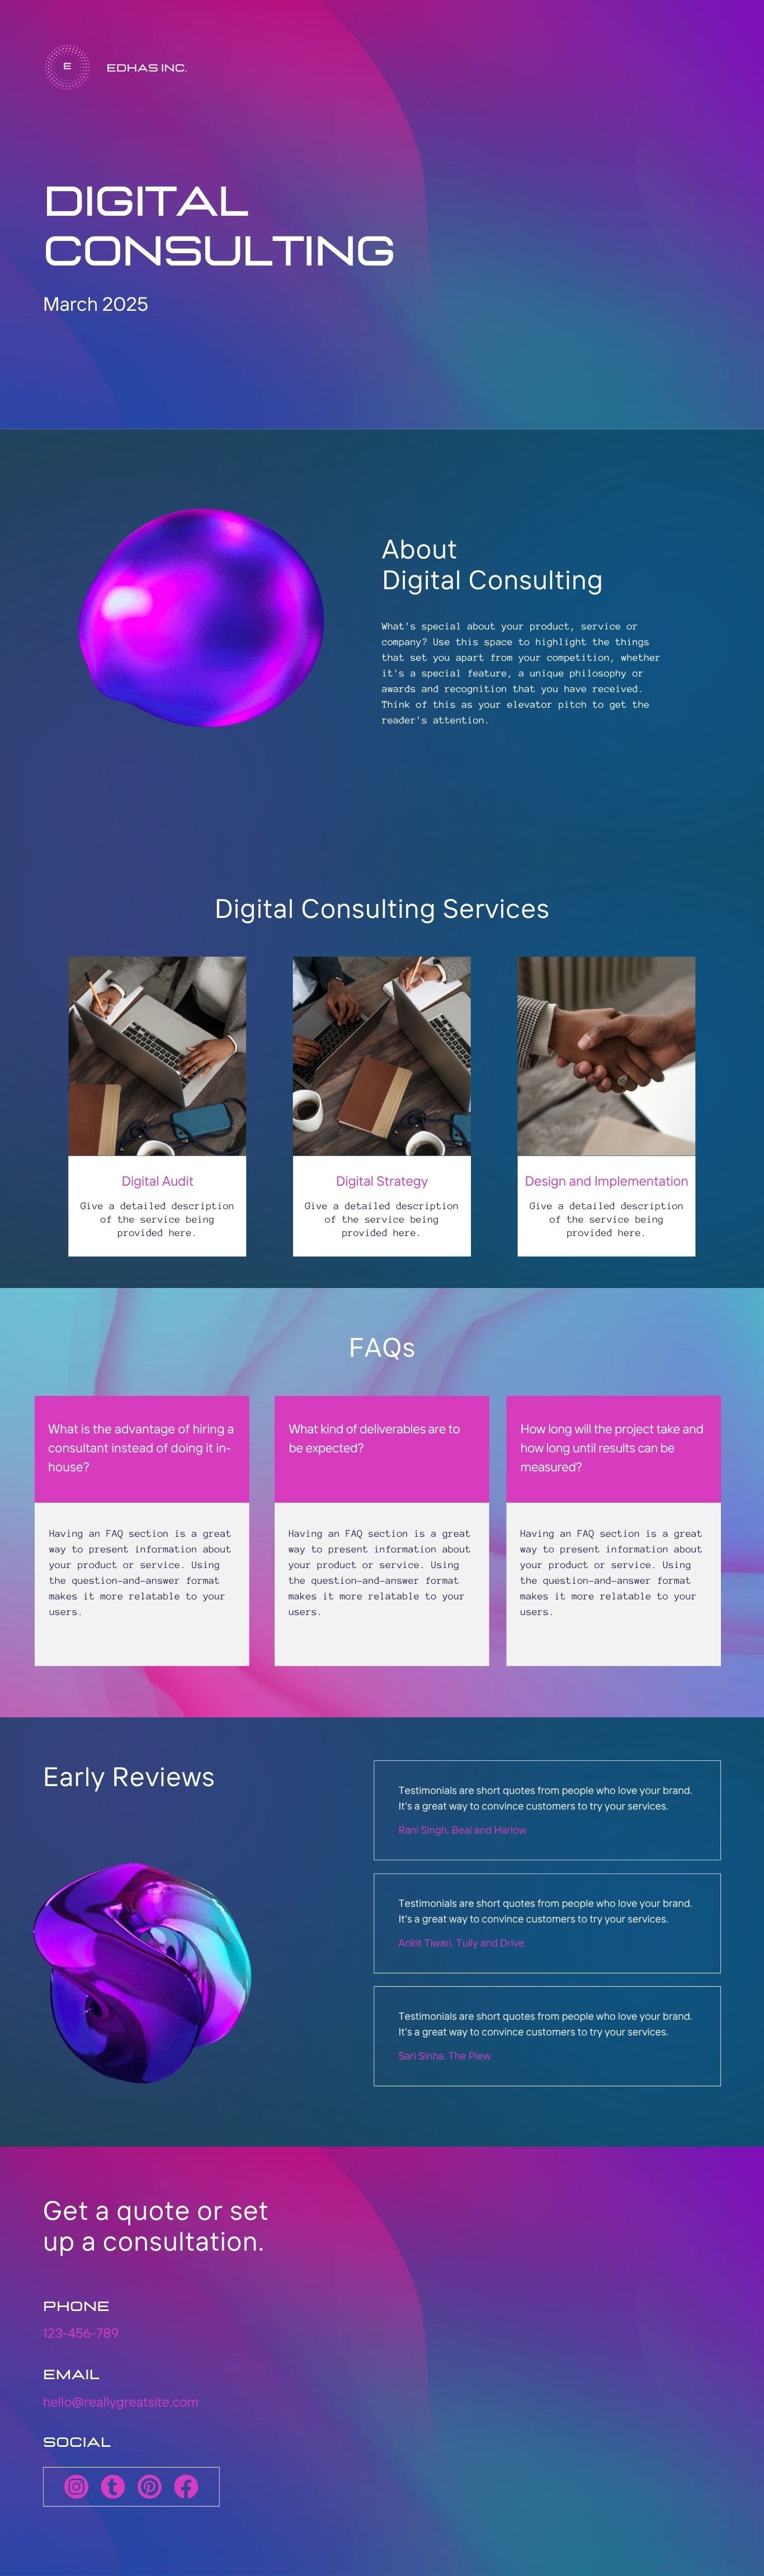 E
EDHAS INC.
DIGITAL
CONSULTING
March 2025
About
Digital Consulting
What's special about your product, service or
company? Use this space to highlight the things
that set you apart from your competition, whether
it's a special feature, a unique philosophy or
awards and recognition that you have received.
Think of this as your elevator pitch to get the
reader's attention.
Digital Consulting Services
Digital Audit
Give a detailed description
of the service being
provided here.
Digital Strategy
Give a detailed description
of the service being
provided here.
Design and Implementation
Give a detailed description
of the service being
provided here.
FAQs
What is the advantage of hiring a
consultant instead of doing it in-
house?
Having an FAQ section is a great
way to present information about
your product or service. Using
the question-and-answer format
makes it more relatable to your
users.
What kind of deliverables are to
be expected?
Having an FAQ section is a great
way to present information about
your product or service. Using
the question-and-answer format
makes it more relatable to your
users.
How long will the project take and
how long until results can be
measured?
Having an FAQ section is a great
way to present information about
your product or service. Using
the question-and-answer format
makes it more relatable to your
users.
Early Reviews
Testimonials are short quotes from people who love your brand.
It's a great way to convince customers to try your services.
Rani Singh, Beal and Harlow
Testimonials are short quotes from people who love your brand.
It's a great way to convince customers to try your services.
Ankit Tiwari, Tully and Drive
Testimonials are short quotes from people who love your brand.
It's a great way to convince customers to try your services.
Sari Sinha, The Plew
Get a quote or set
up a consultation.
PHONE
123-456-789
EMAIL
hello@reallygreatsite.com
SOCIAL